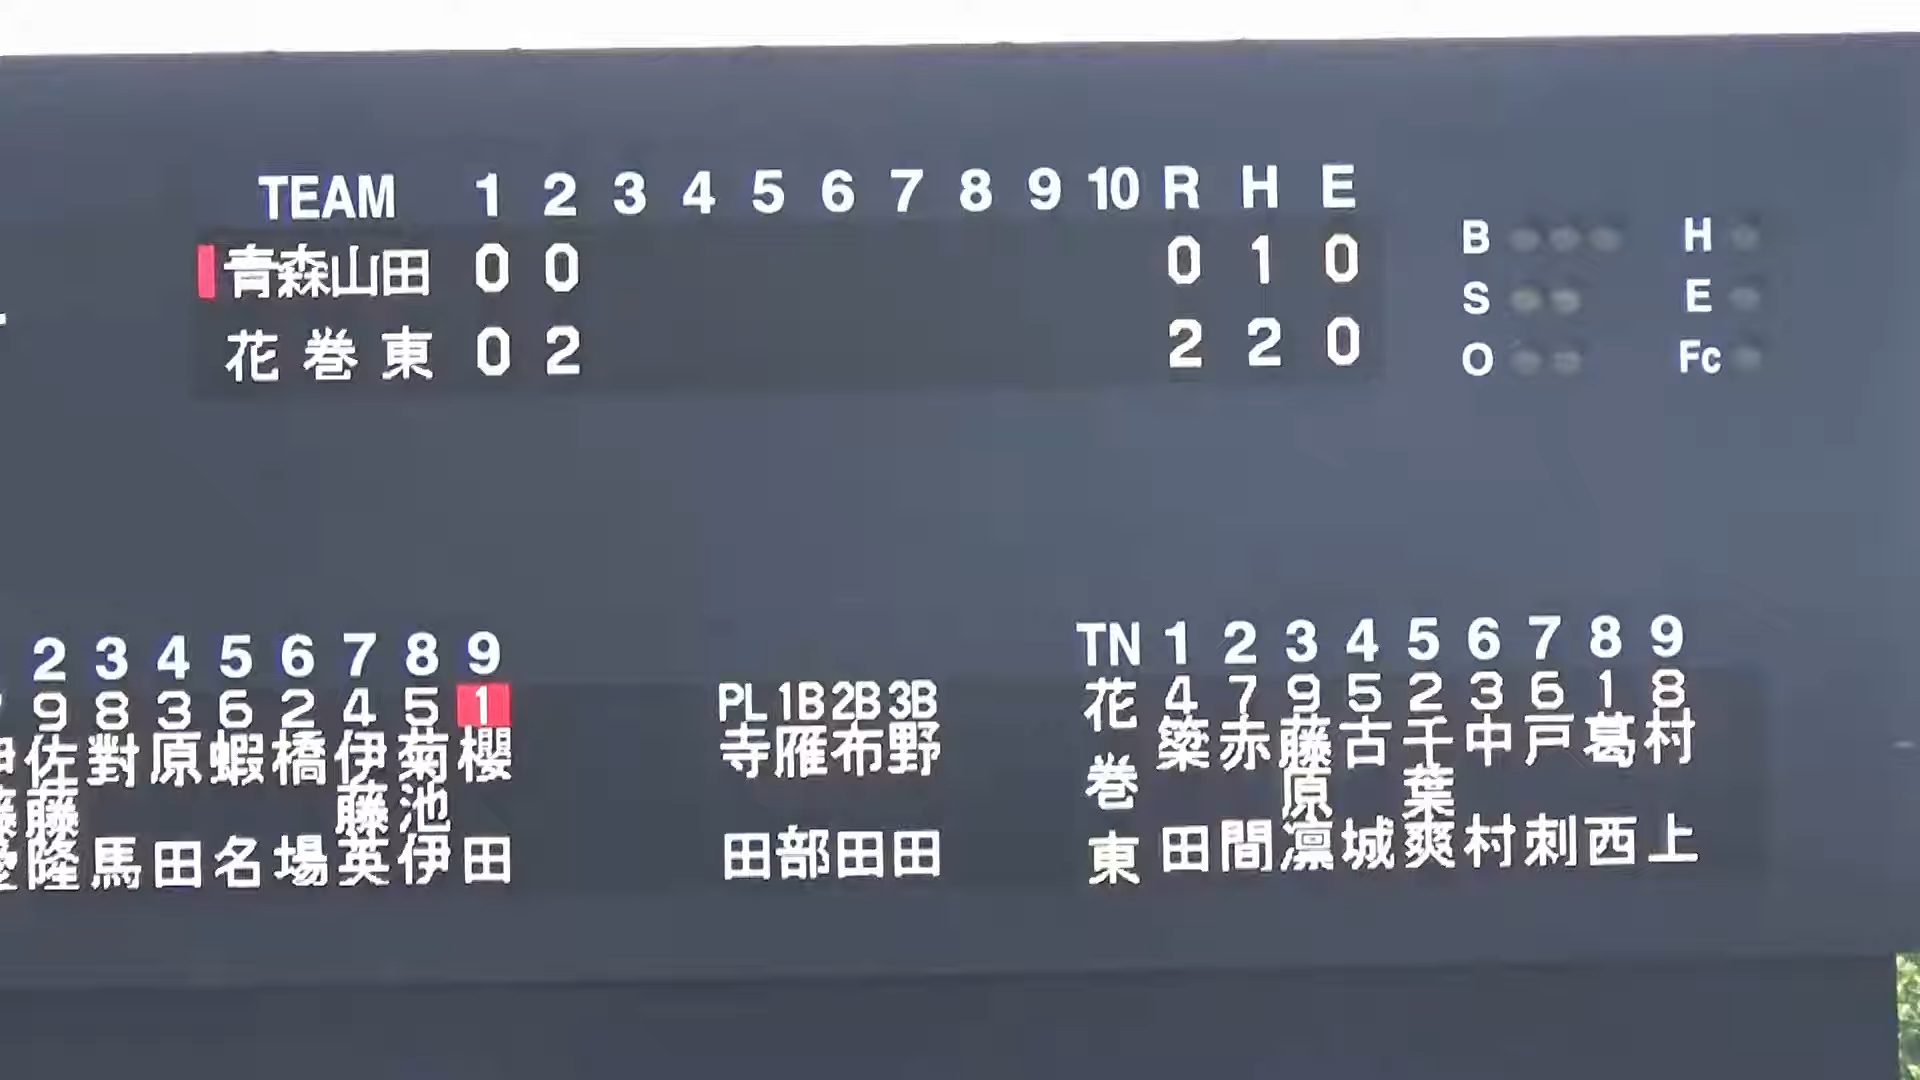 TEAM 1 2 3 4 5 6 7 8 9 10 R H E
青森山田 0 0 0 1 0
花巻東 0 2 2 2 0
B H
S E
O Fc
2 3 4 5 6 7 8 9
9 8 3 6 2 4 5 1
佐藤隆 對馬 原田 蝦名 橋場 伊藤英 菊池伊 櫻田
PL 1B 2B 3B
寺田 雁部 布田 野田
TN 1 2 3 4 5 6 7 8 9
花巻東
4 7 9 5 2 3 6 1 8
簗田 赤間 藤原凛 古城 千葉爽 中村 戸刺 葛西 村上